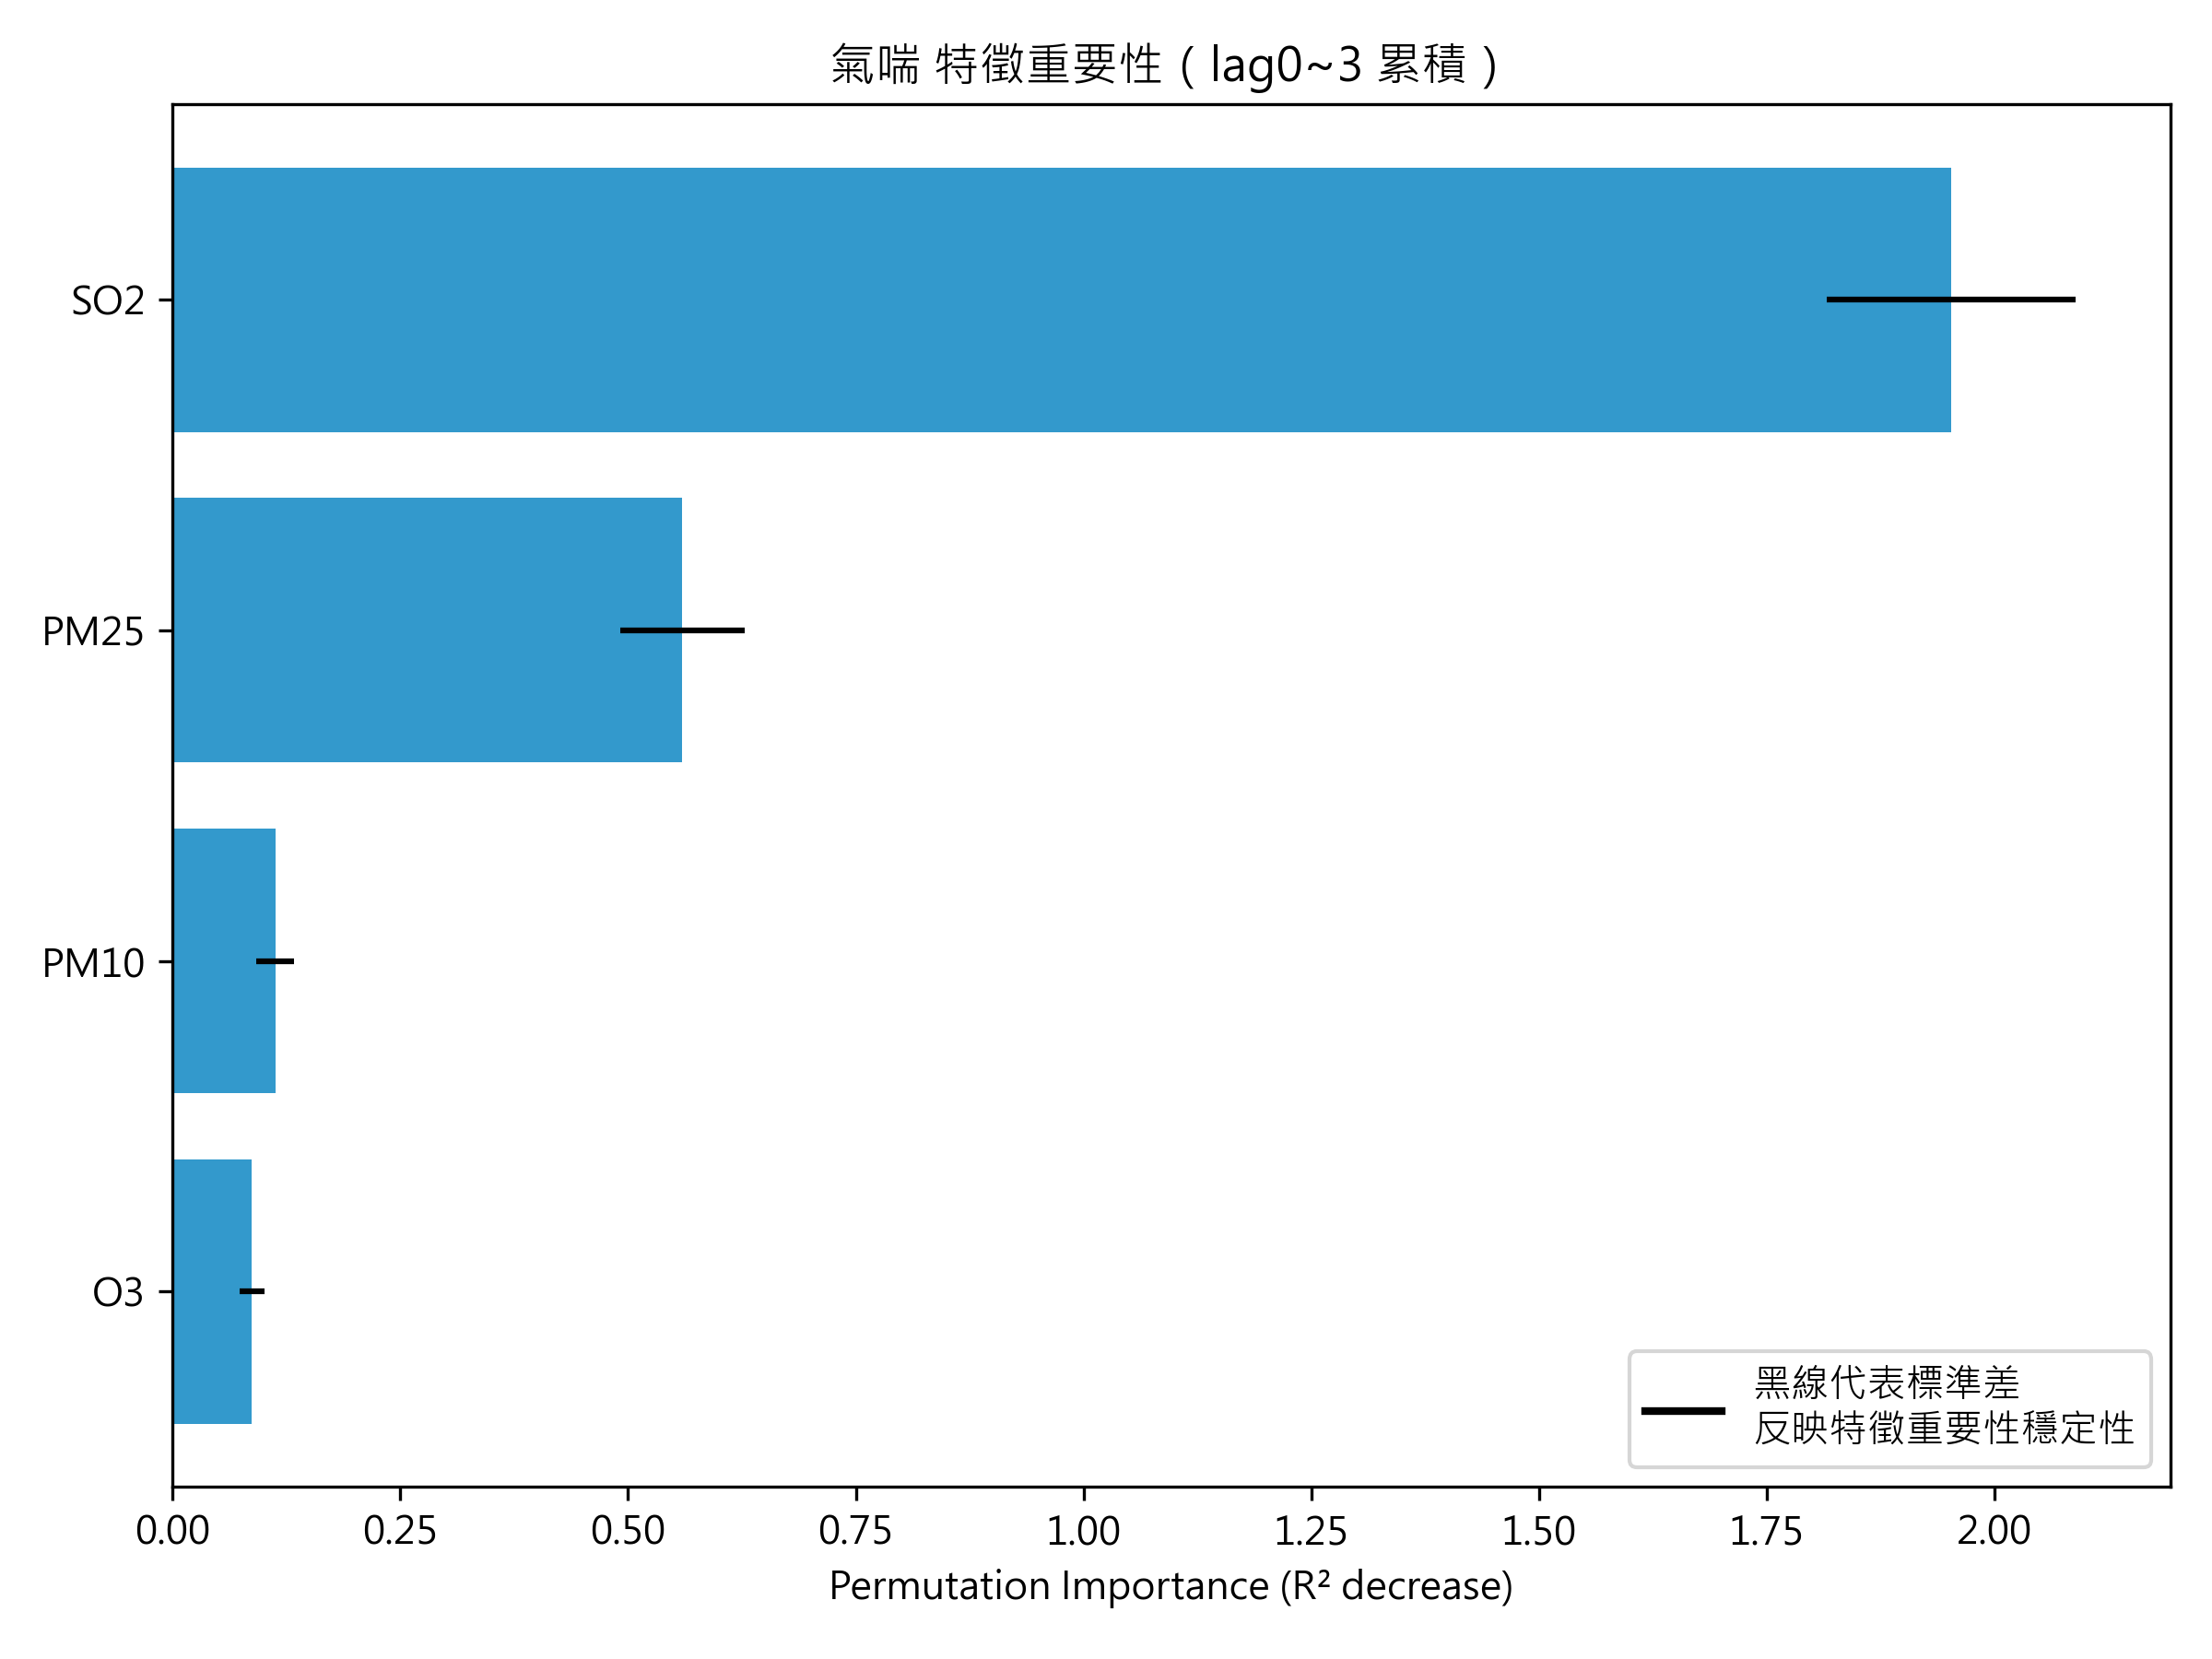 氣喘 特徵重要性（lag0~3 累積）
SO2
PM25
PM10
O3
黑線代表標準差
反映特徵重要性穩定性
0.00 0.25 0.50 0.75 1.00 1.25 1.50 1.75 2.00
Permutation Importance (R² decrease)